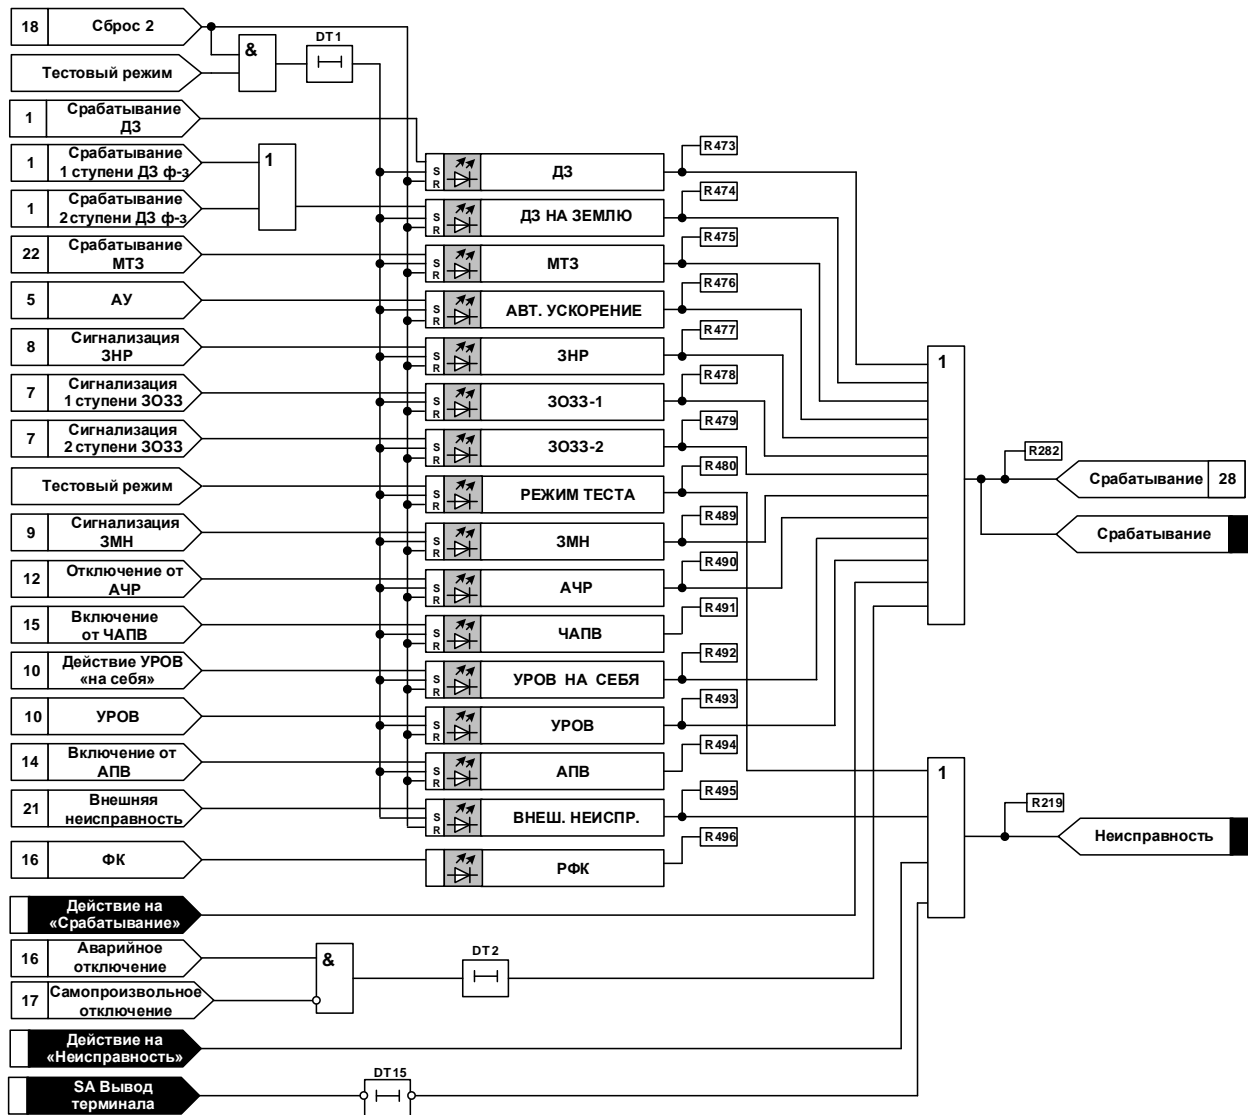 18 Сброс 2
Тестовый режим
&
DT1
1 Срабатывание
ДЗ
1 Срабатывание
1 ступени ДЗ ф-з
1 Срабатывание
2 ступени ДЗ ф-з
1
22 Срабатывание
МТЗ
5 АУ
8 Сигнализация
ЗНР
7 Сигнализация
1 ступени ЗОЗЗ
7 Сигнализация
2 ступени ЗОЗЗ
Тестовый режим
9 Сигнализация
ЗМН
12 Отключение от
АЧР
15 Включение
от ЧАПВ
10 Действие УРОВ
«на себя»
10 УРОВ
14 Включение от
АПВ
21 Внешняя
неисправность
16 ФК
Действие на
«Срабатывание»
16 Аварийное
отключение
17 Самопроизвольное
отключение
&
DT2
Действие на
«Неисправность»
SA Вывод
терминала
DT15
S
R
ДЗ
R473
S
R
ДЗ НА ЗЕМЛЮ
R474
S
R
МТЗ
R475
S
R
АВТ. УСКОРЕНИЕ
R476
S
R
ЗНР
R477
S
R
ЗОЗЗ-1
R478
S
R
ЗОЗЗ-2
R479
S
R
РЕЖИМ ТЕСТА
R480
S
R
ЗМН
R489
S
R
АЧР
R490
S
R
ЧАПВ
R491
S
R
УРОВ НА СЕБЯ
R492
S
R
УРОВ
R493
S
R
АПВ
R494
S
R
ВНЕШ. НЕИСПР.
R495
РФК
R496
1
R282
Срабатывание 28
Срабатывание
1
R219
Неисправность